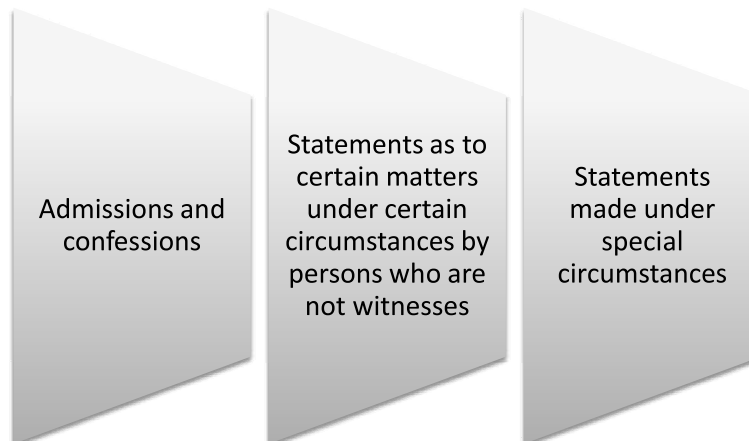 Admissions and
confessions
Statements as to
certain matters
under certain
circumstances by
persons who are
not witnesses
Statements
made under
special
circumstances